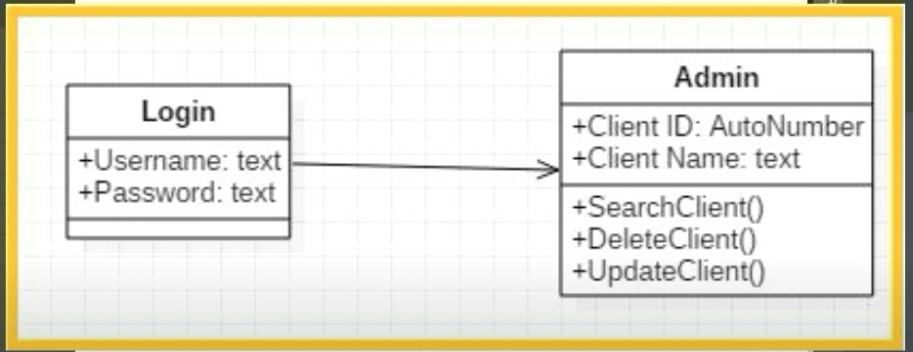 Login
+Username: text
+Password: text
Admin
+Client ID: AutoNumber
+Client Name: text
+SearchClient()
+DeleteClient()
+UpdateClient()